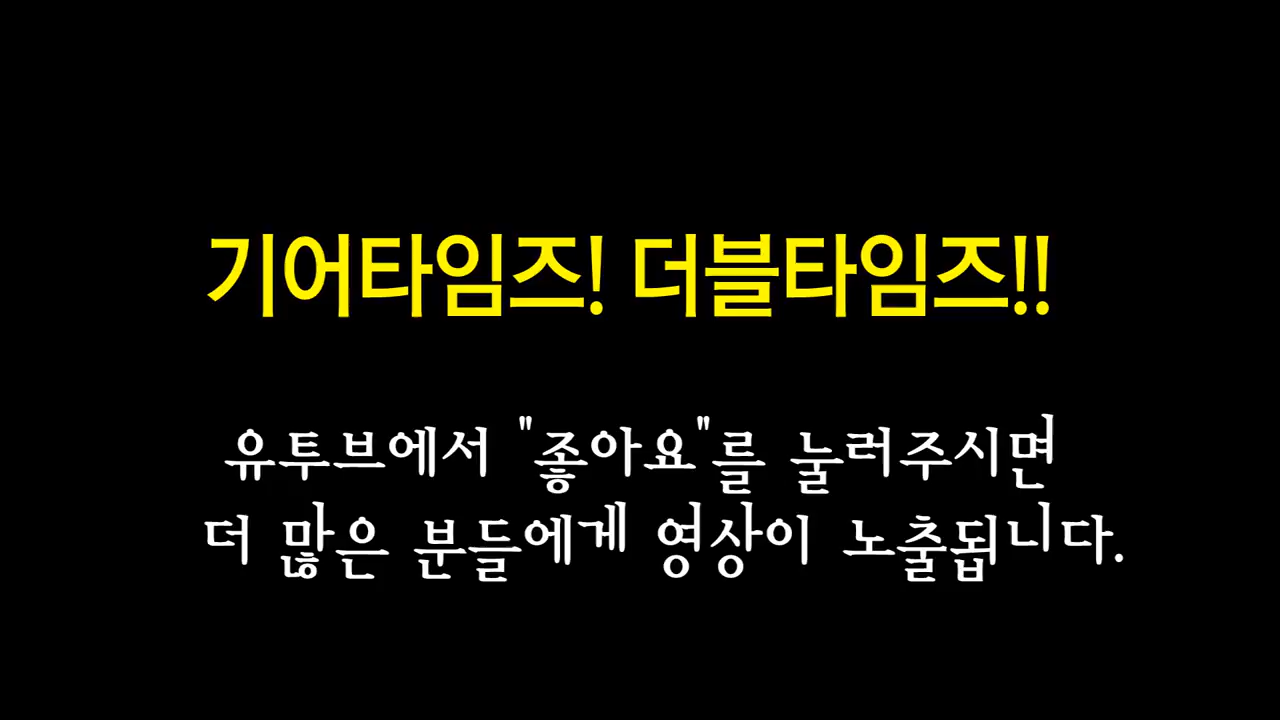 기어타임즈! 더블타임즈!!
유투브에서 "좋아요"를 눌러주시면
더 많은 분들에게 영상이 노출됩니다.